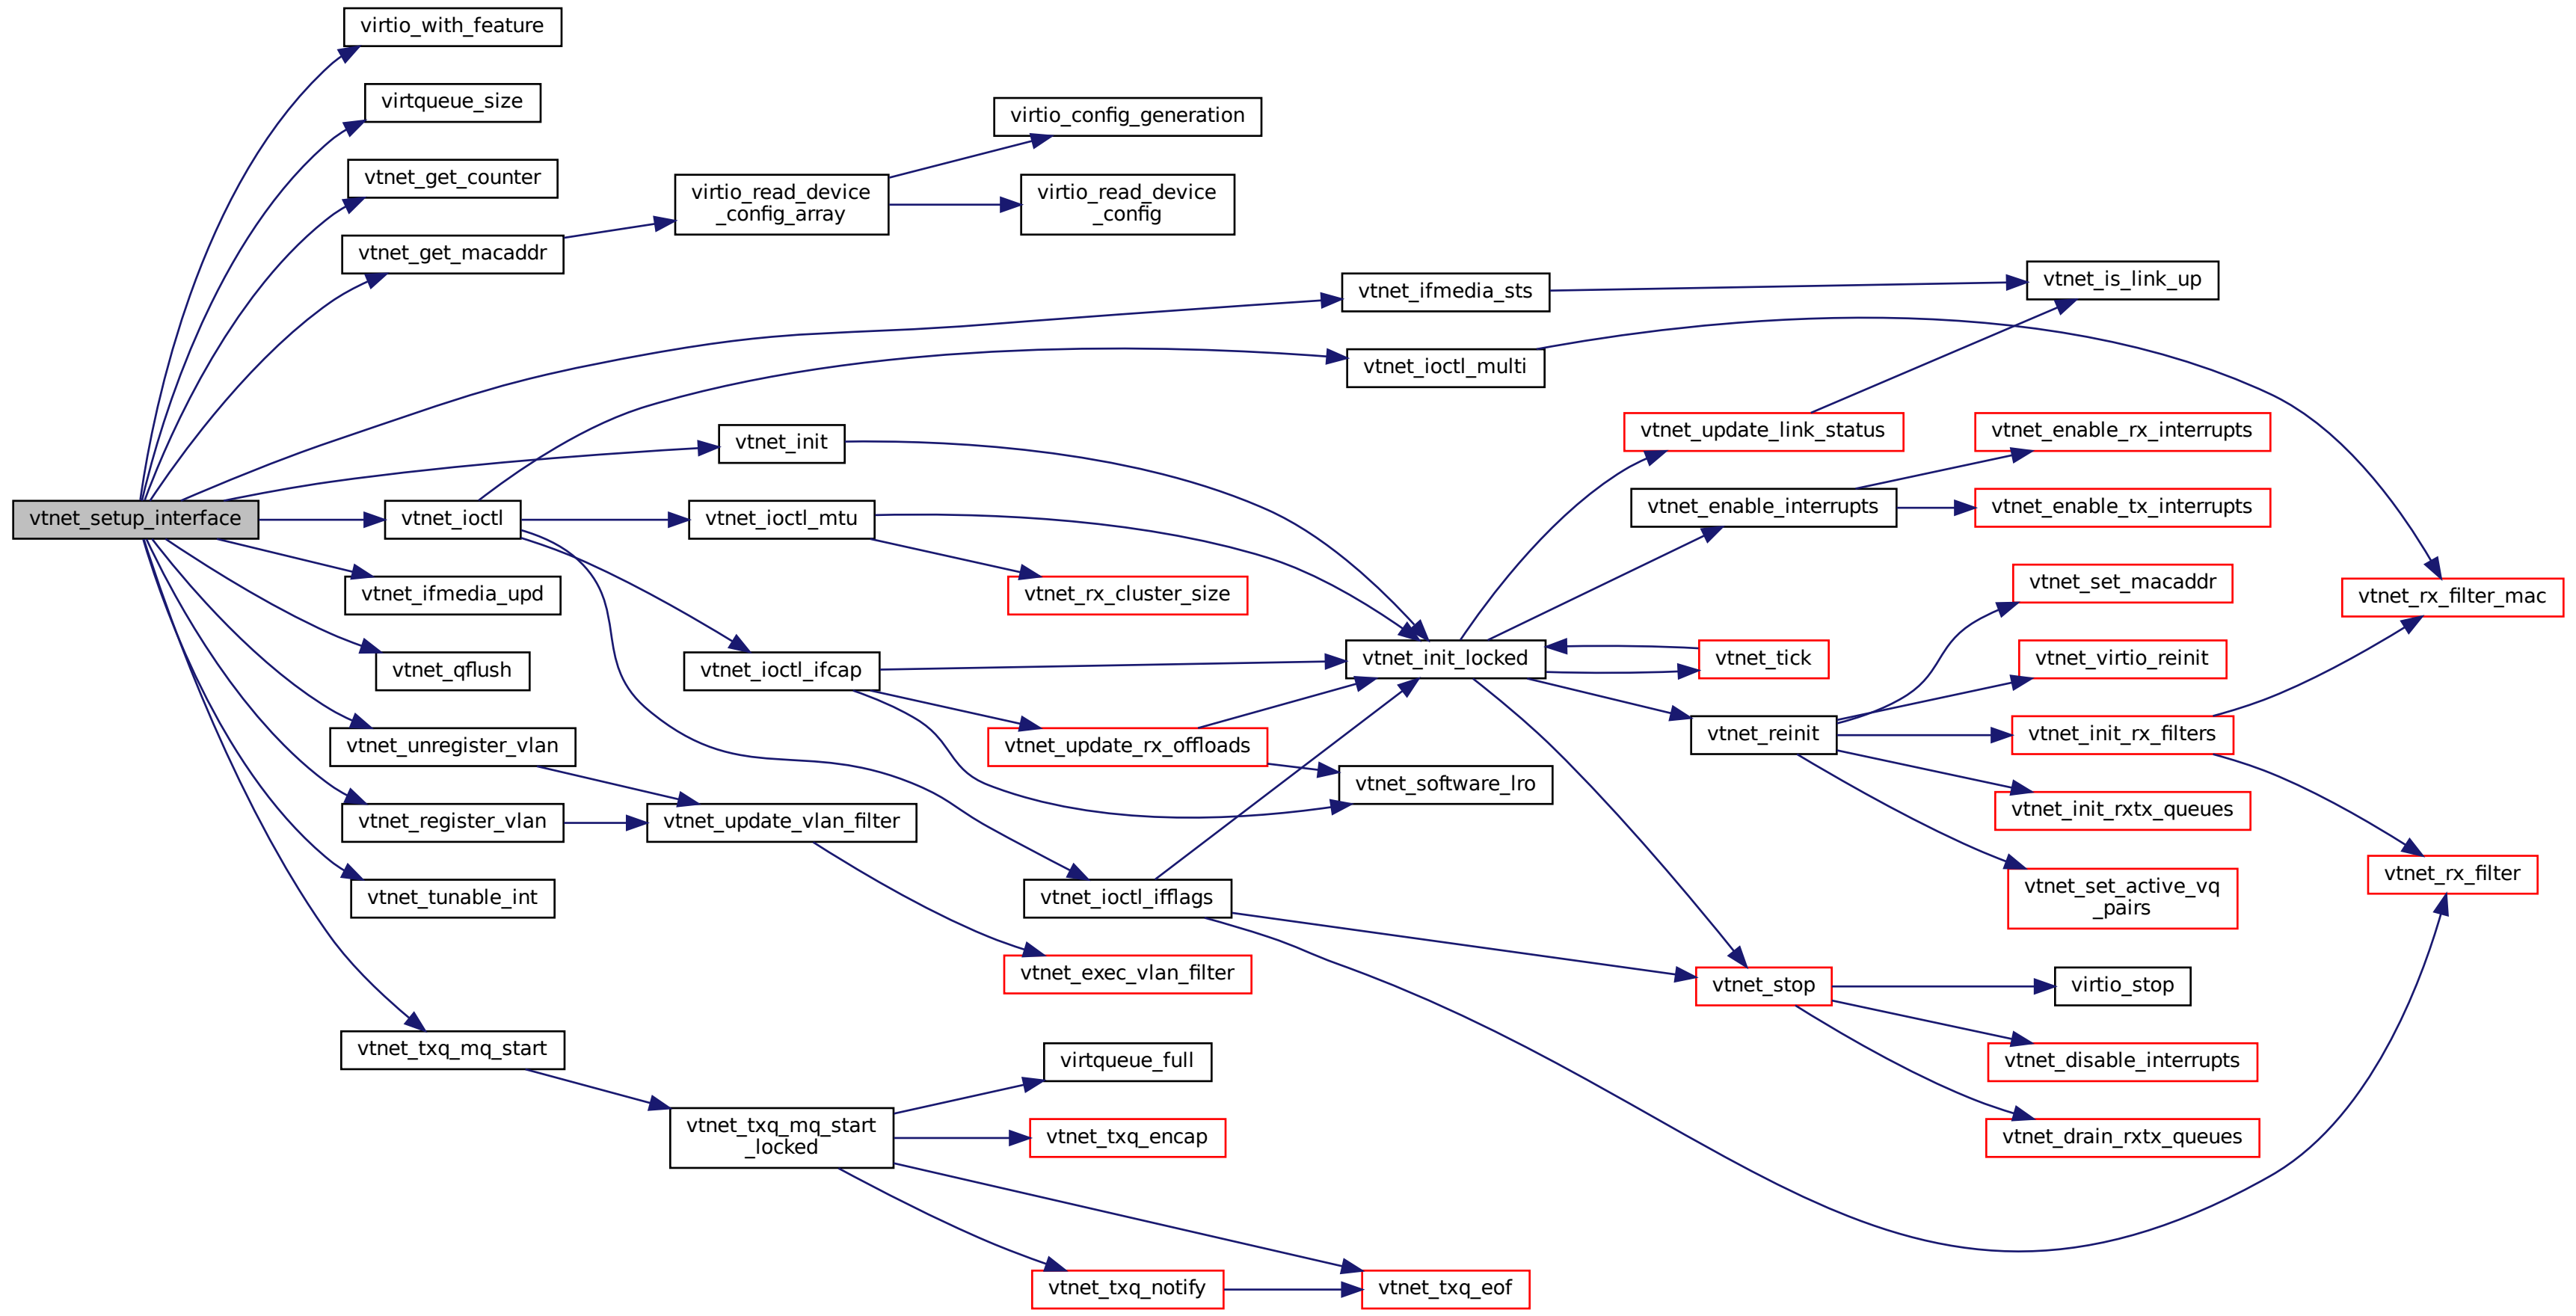 virtio_with_feature
virtqueue_size
vtnet_get_counter
vtnet_get_macaddr
virtio_read_device
_config_array
virtio_config_generation
virtio_read_device
_config
vtnet_ifmedia_sts
vtnet_is_link_up
vtnet_ioctl_multi
vtnet_init
vtnet_update_link_status
vtnet_enable_rx_interrupts
vtnet_setup_interface
vtnet_ioctl
vtnet_ioctl_mtu
vtnet_enable_interrupts
vtnet_enable_tx_interrupts
vtnet_ifmedia_upd
vtnet_rx_cluster_size
vtnet_set_macaddr
vtnet_rx_filter_mac
vtnet_qflush
vtnet_ioctl_ifcap
vtnet_init_locked
vtnet_tick
vtnet_virtio_reinit
vtnet_unregister_vlan
vtnet_update_rx_offloads
vtnet_reinit
vtnet_init_rx_filters
vtnet_software_lro
vtnet_register_vlan
vtnet_update_vlan_filter
vtnet_init_rxtx_queues
vtnet_tunable_int
vtnet_ioctl_ifflags
vtnet_set_active_vq
_pairs
vtnet_rx_filter
vtnet_exec_vlan_filter
vtnet_stop
virtio_stop
vtnet_txq_mq_start
virtqueue_full
vtnet_disable_interrupts
vtnet_txq_mq_start
_locked
vtnet_txq_encap
vtnet_drain_rxtx_queues
vtnet_txq_notify
vtnet_txq_eof